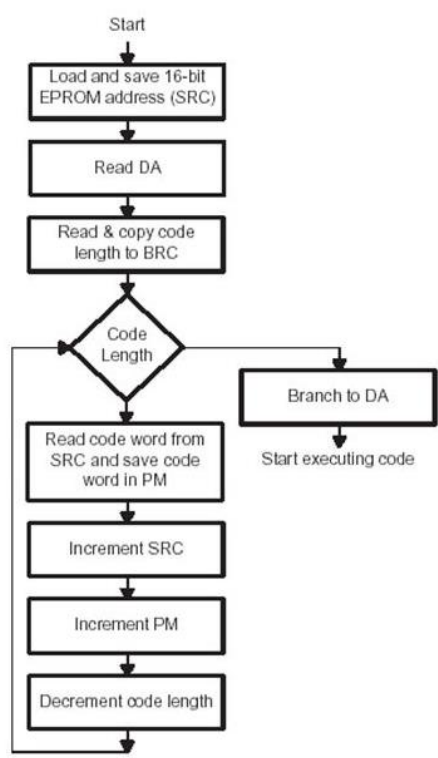 Start
Load and save 16-bit
EPROM address (SRC)
Read DA
Read & copy code
length to BRC
Code
Length
Branch to DA
Start executing code
Read code word from
SRC and save code
word in PM
Increment SRC
Increment PM
Decrement code length